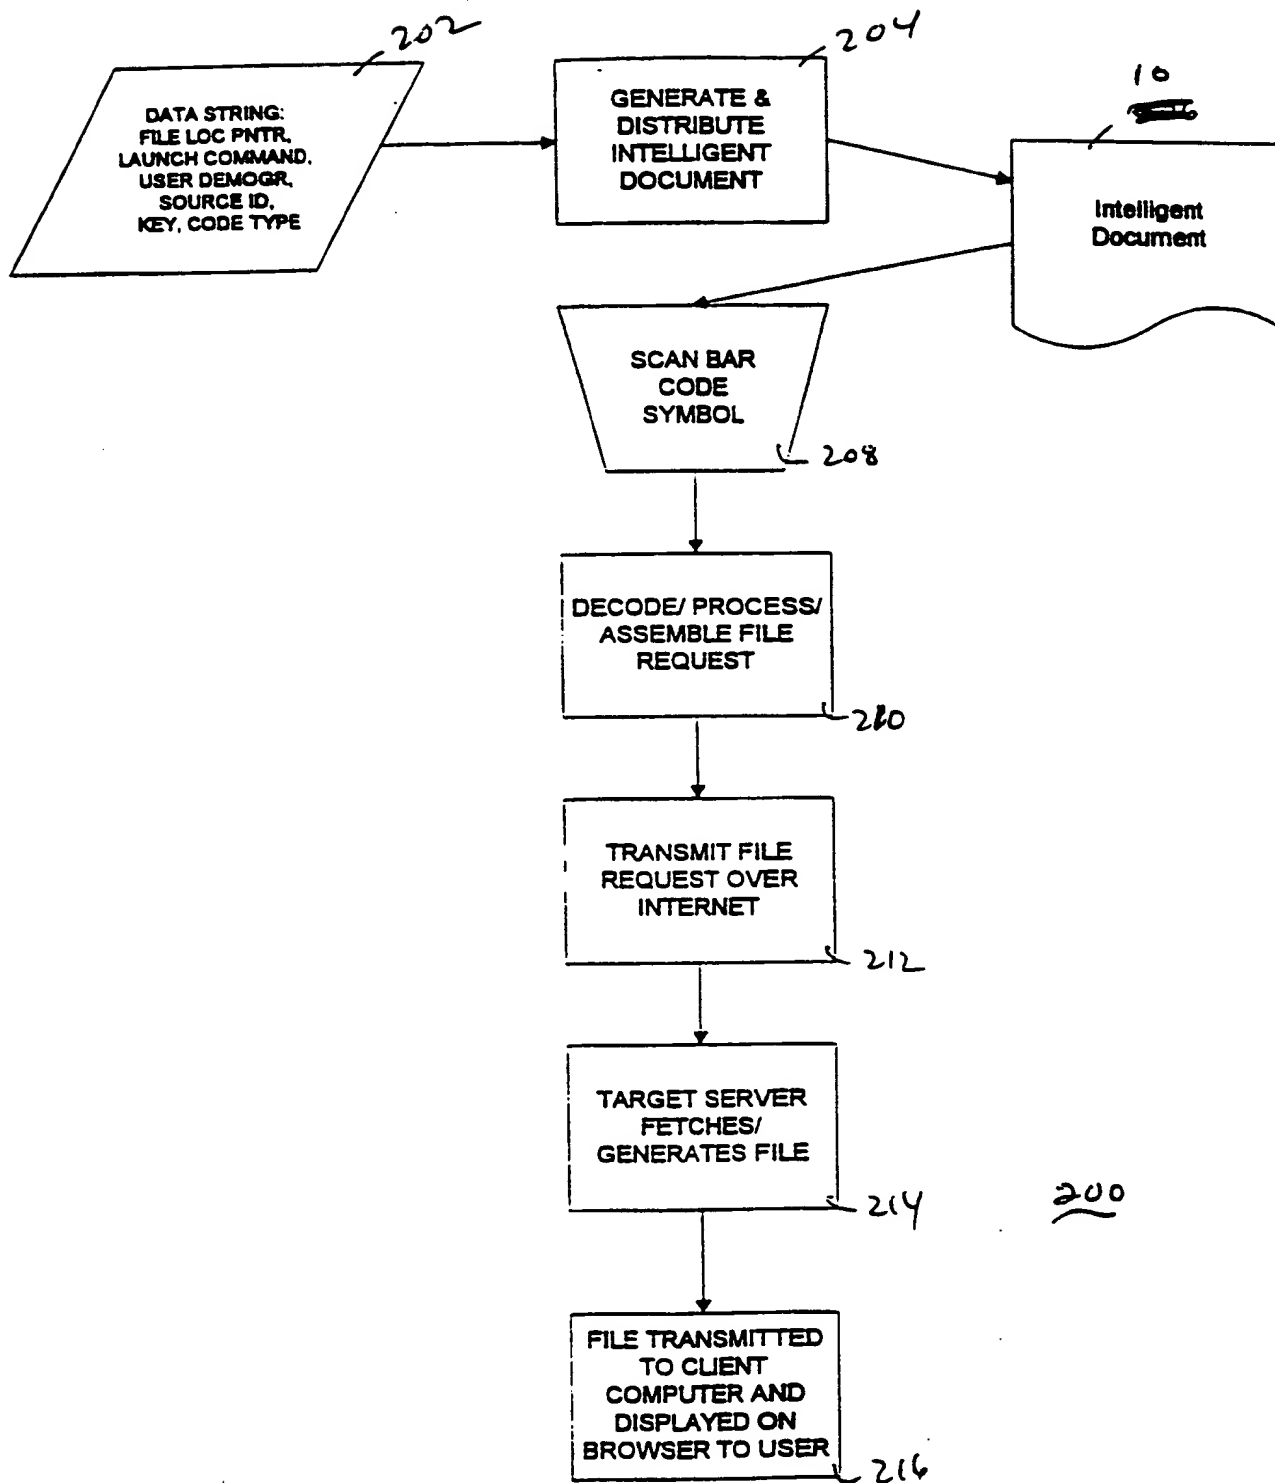 202
DATA STRING:
FILE LOC PNTR,
LAUNCH COMMAND,
USER DEMOGR,
SOURCE ID,
KEY, CODE TYPE
204
GENERATE &
DISTRIBUTE
INTELLIGENT
DOCUMENT
10
Intelligent
Document
SCAN BAR
CODE
SYMBOL
208
DECODE/ PROCESS/
ASSEMBLE FILE
REQUEST
210
TRANSMIT FILE
REQUEST OVER
INTERNET
212
TARGET SERVER
FETCHES/
GENERATES FILE
214
200
FILE TRANSMITTED
TO CLIENT
COMPUTER AND
DISPLAYED ON
BROWSER TO USER
216